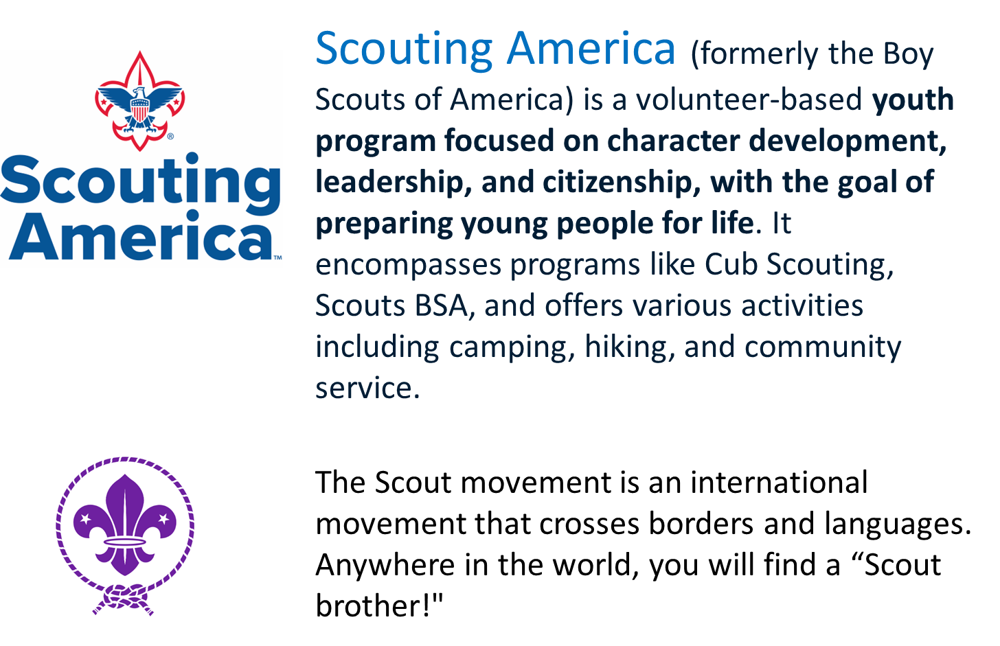 Scouting
America™
®
Scouting America (formerly the Boy
Scouts of America) is a volunteer-based youth
program focused on character development,
leadership, and citizenship, with the goal of
preparing young people for life. It
encompasses programs like Cub Scouting,
Scouts BSA, and offers various activities
including camping, hiking, and community
service.
The Scout movement is an international
movement that crosses borders and languages.
Anywhere in the world, you will find a “Scout
brother!"